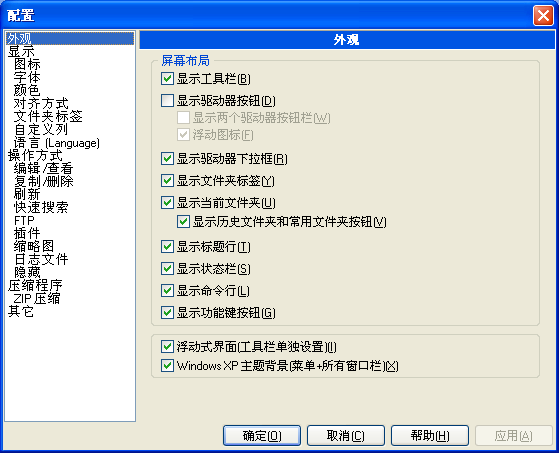 配置
外观
显示
图标
字体
颜色
对齐方式
文件夹标签
自定义列
语言 (Language)
操作方式
编辑/查看
复制/删除
刷新
快速搜索
FTP
插件
缩略图
日志文件
隐藏
压缩程序
ZIP 压缩
其它
外观
屏幕布局
显示工具栏(B)
显示驱动器按钮(D)
显示两个驱动器按钮栏(W)
浮动图标(F)
显示驱动器下拉框(R)
显示文件夹标签(Y)
显示当前文件夹(U)
显示历史文件夹和常用文件夹按钮(V)
显示标题行(T)
显示状态栏(S)
显示命令行(L)
显示功能键按钮(G)
浮动式界面(工具栏单独设置)(I)
Windows XP 主题背景(菜单+所有窗口栏)(X)
确定(O) 取消(C) 帮助(H) 应用(A)